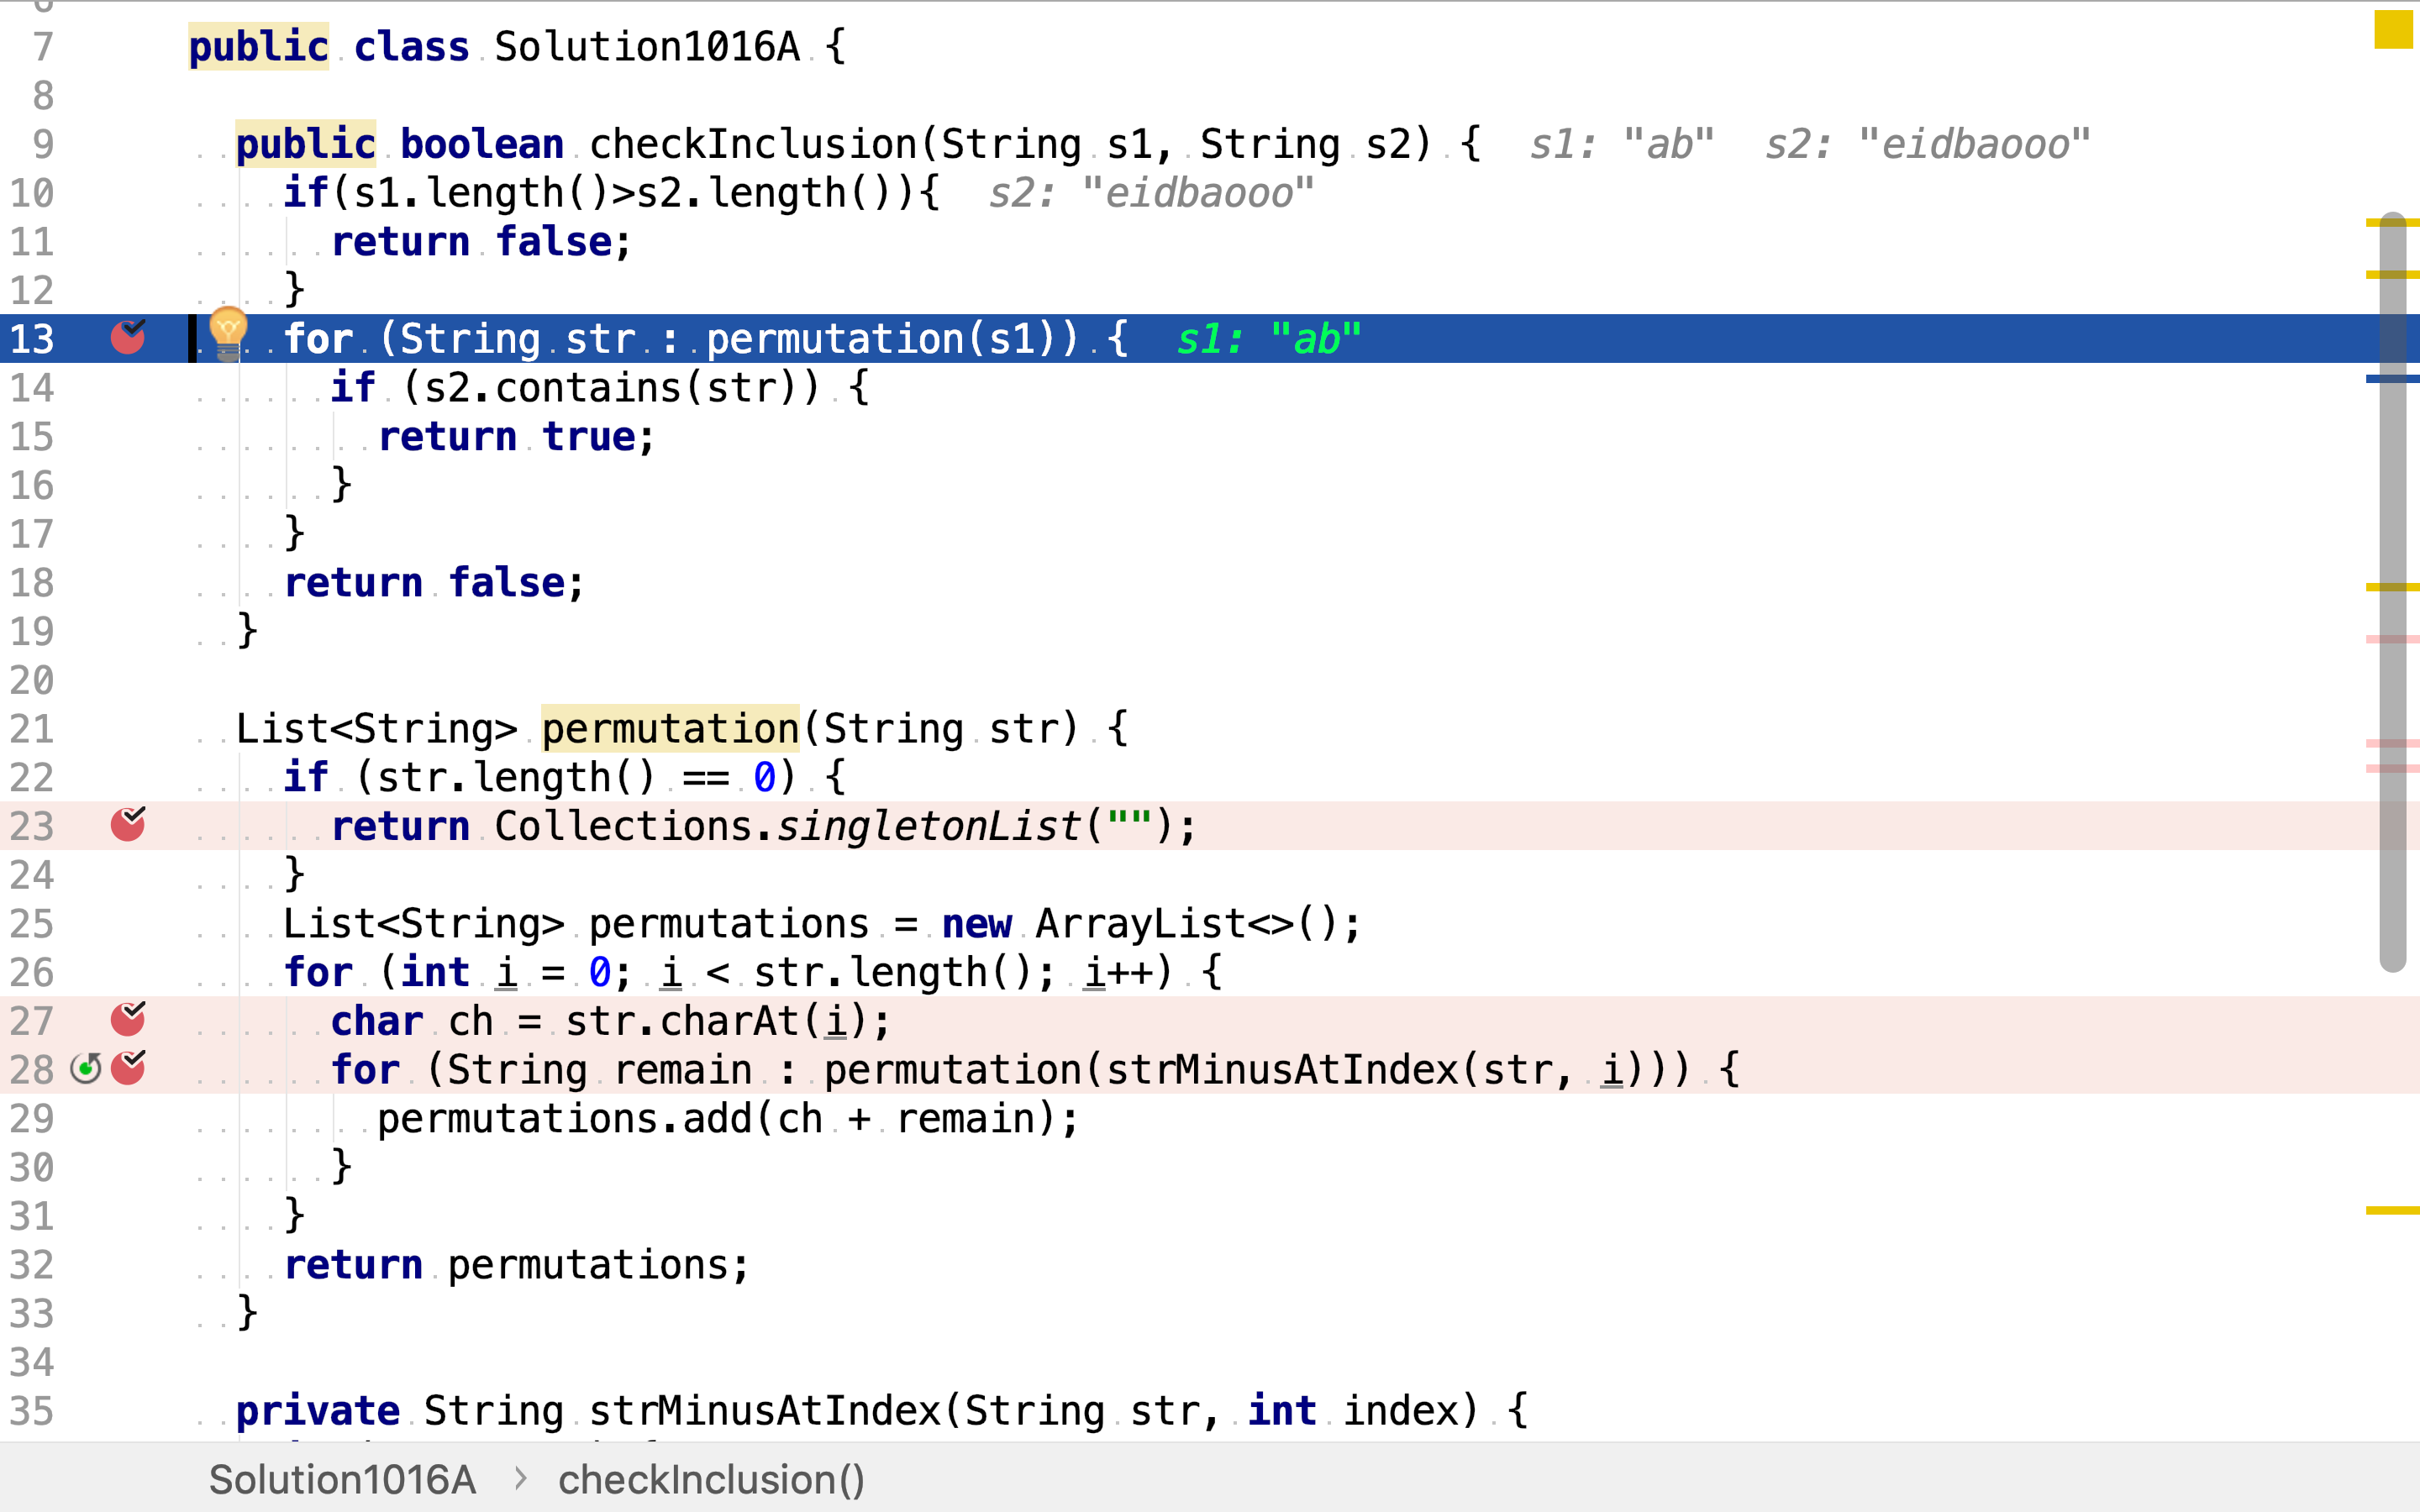 7 public class Solution1016A {
8
9 public boolean checkInclusion(String s1, String s2) { s1: "ab" s2: "eidbaooo"
10 if(s1.length()>s2.length()){ s2: "eidbaooo"
11 return false;
12 }
13 for (String str : permutation(s1)) { s1: "ab"
14 if (s2.contains(str)) {
15 return true;
16 }
17 }
18 return false;
19 }
20
21 List<String> permutation(String str) {
22 if (str.length() == 0) {
23 return Collections.singletonList("");
24 }
25 List<String> permutations = new ArrayList<>();
26 for (int i = 0; i < str.length(); i++) {
27 char ch = str.charAt(i);
28 for (String remain : permutation(strMinusAtIndex(str, i))) {
29 permutations.add(ch + remain);
30 }
31 }
32 return permutations;
33 }
34
35 private String strMinusAtIndex(String str, int index) {
Solution1016A > checkInclusion()